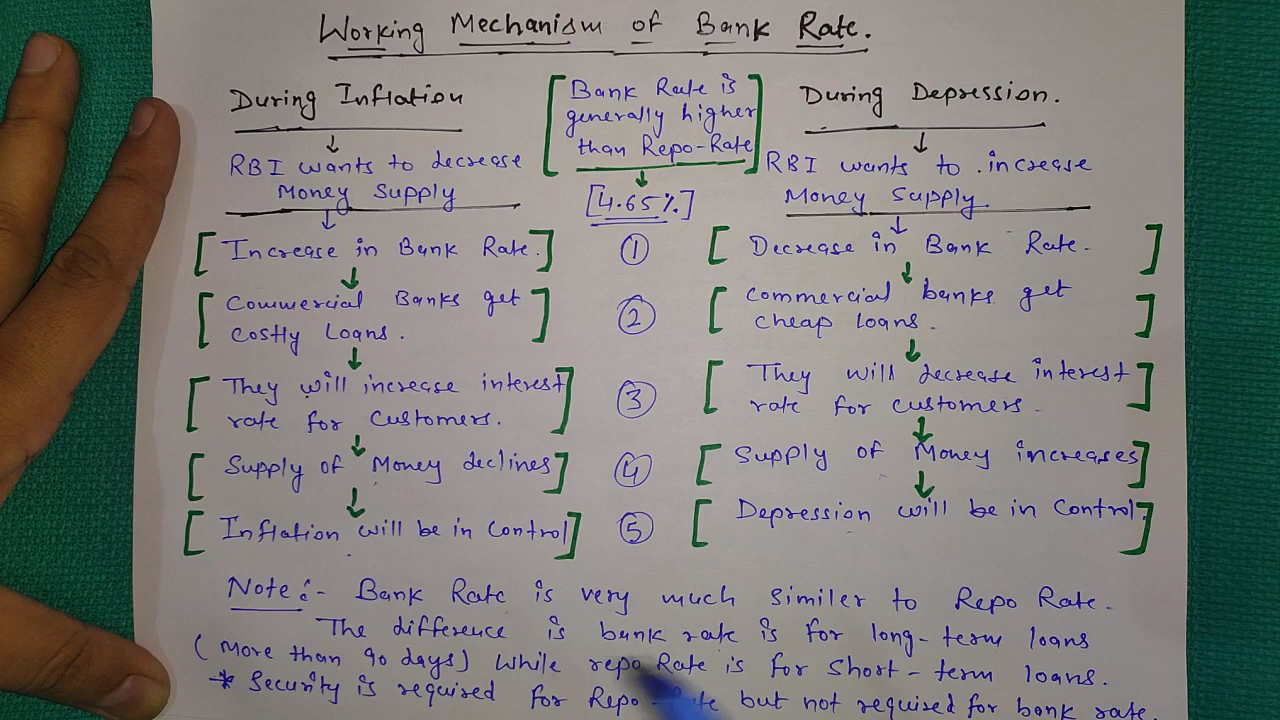 Working Mechanism of Bank Rate.
During Inflation
↓
RBI wants to decrease
Money Supply
↓
[Increase in Bank Rate.]
↓
[Commercial Banks get
costly Loans.]
↓
[They will increase interest
rate for Customers.]
↓
[Supply of Money declines]
↓
[Inflation will be in Control]
[Bank Rate is
generally higher
than Repo-Rate]
↓
[4.65%]
①
②
③
④
⑤
During Depression.
↓
RBI wants to increase
Money Supply.
↓
[Decrease in Bank Rate.]
↓
[Commercial banks get
cheap loans.]
↓
[They will decrease interest
rate for customers.]
↓
[Supply of Money increases]
↓
[Depression will be in Control.]
Note:- Bank Rate is very much similer to Repo Rate.
The difference is bank rate is for long-term loans
(More than 90 days) while repo Rate is for short-term loans.
* Security is required for Repo but not required for bank rate.